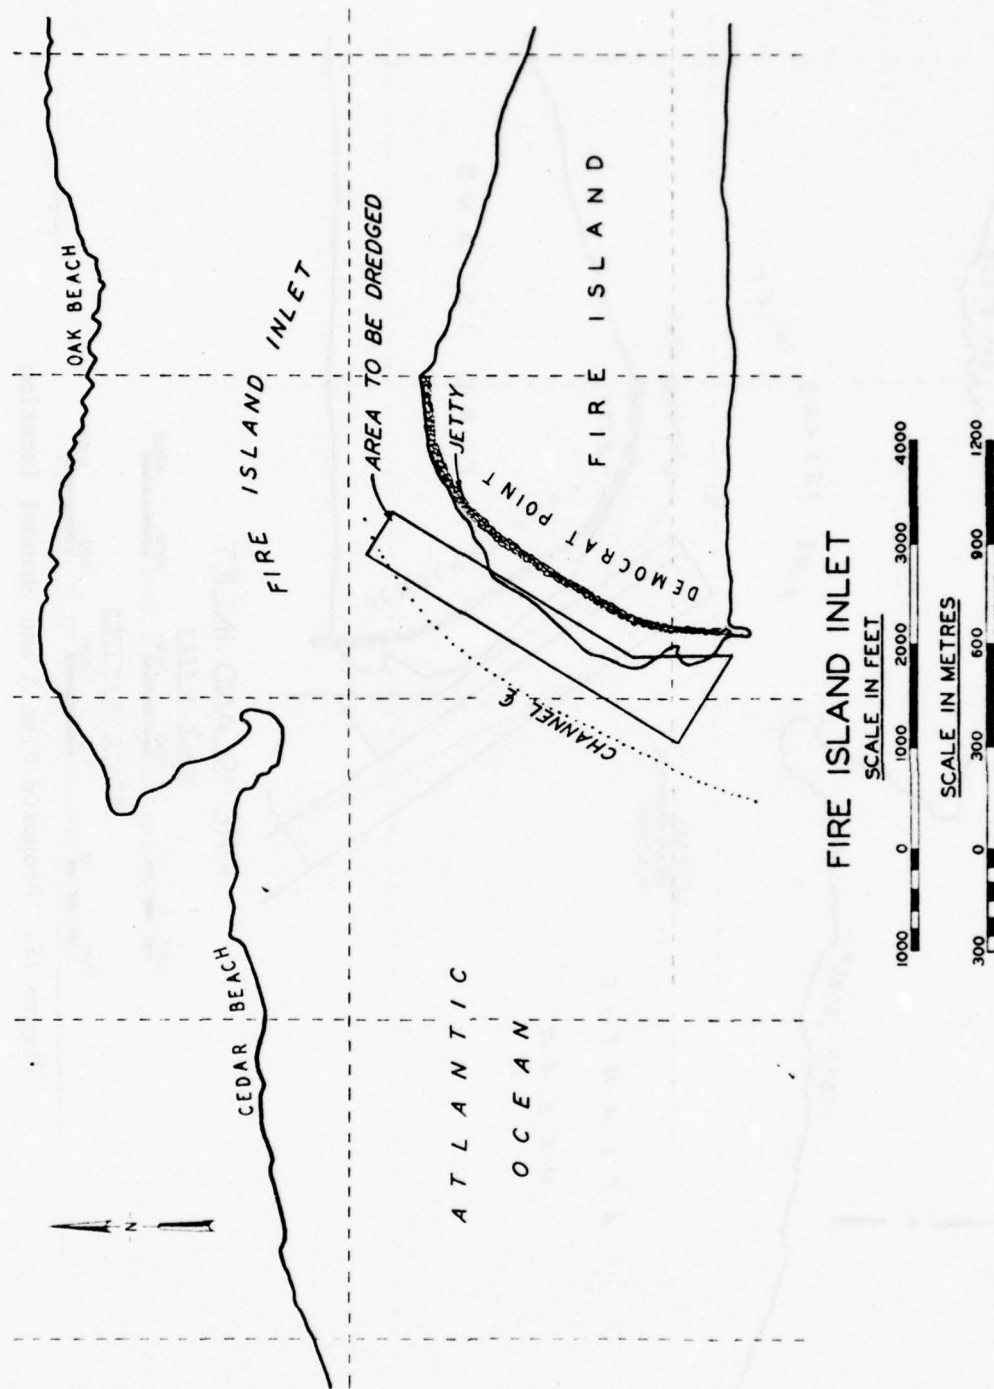 OAK BEACH
FIRE ISLAND INLET
AREA TO BE DREDGED
JETTY
DEMOCRAT POINT
FIRE ISLAND
CHANNEL ℄
CEDAR BEACH
ATLANTIC
OCEAN
N
FIRE ISLAND INLET
SCALE IN FEET
1000 0 1000 2000 3000 4000
SCALE IN METRES
300 0 300 600 900 1200